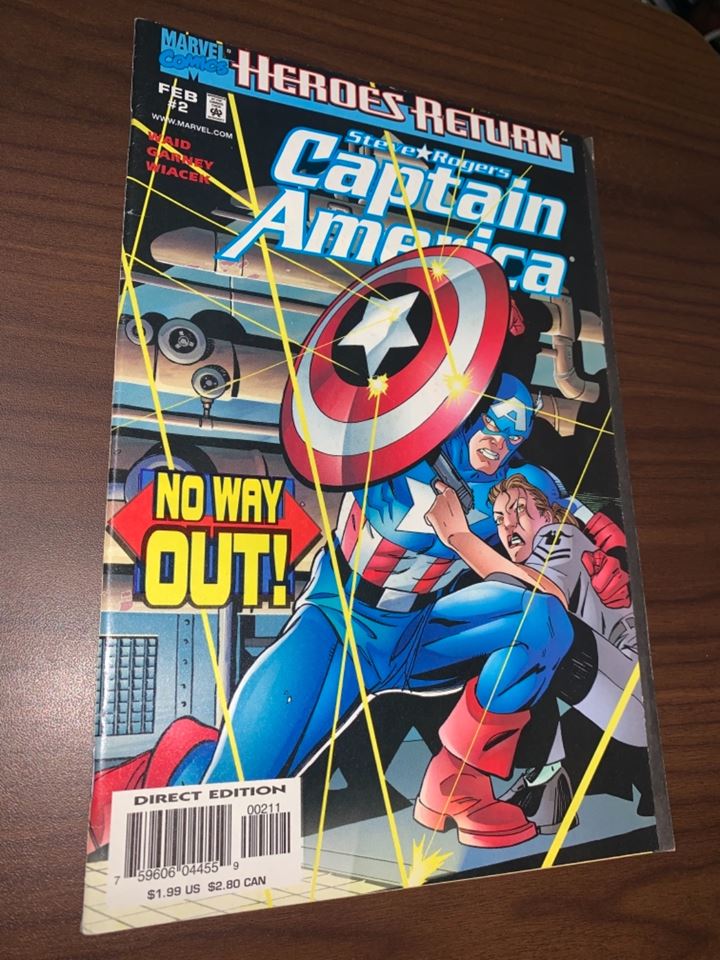 MARVEL
COMICS
HEROES RETURN
FEB
#2
WWW.MARVEL.COM
WAID
GARNEY
WIACEK
Steve★Rogers
Captain
America
A
NO WAY
OUT!
DIRECT EDITION
00211
7 59606 04455 9
$1.99 US $2.80 CAN